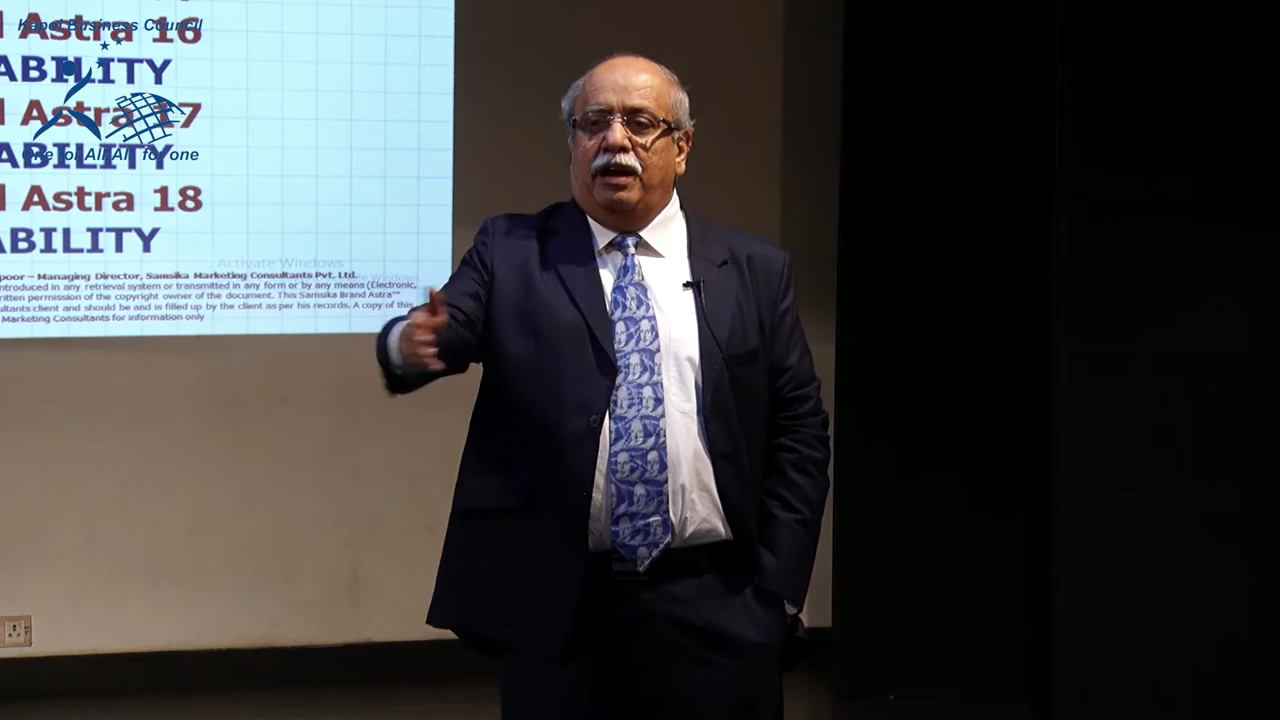 Kapol Business Council
Astra 16
ABILITY
Astra 17
ABILITY
One for All All for one
Astra 18
ABILITY
Activate Windows
poor – Managing Director, Samsika Marketing Consultants Pvt. Ltd.
introduced in any retrieval system or transmitted in any form or by any means (Electronic,
ritten permission of the copyright owner of the document. This Samsika Brand Astra™
ultants client and should be and is filled up by the client as per his records. A copy of this
Marketing Consultants for information only